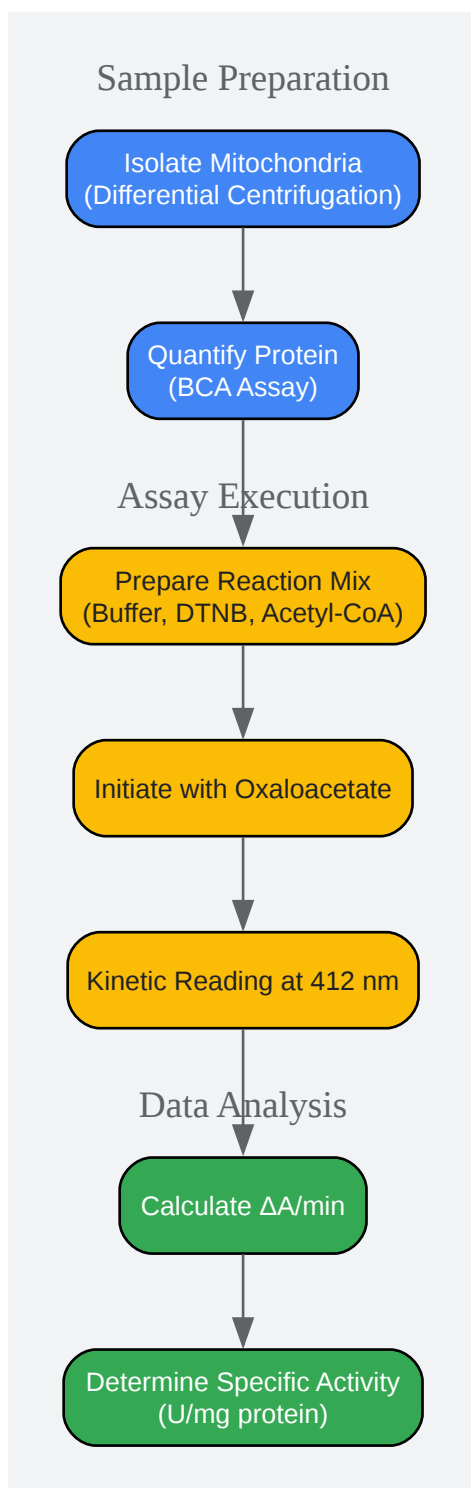 Sample Preparation
Isolate Mitochondria
(Differential Centrifugation)
Quantify Protein
(BCA Assay)
Assay Execution
Prepare Reaction Mix
(Buffer, DTNB, Acetyl-CoA)
Initiate with Oxaloacetate
Kinetic Reading at 412 nm
Data Analysis
Calculate ΔA/min
Determine Specific Activity
(U/mg protein)